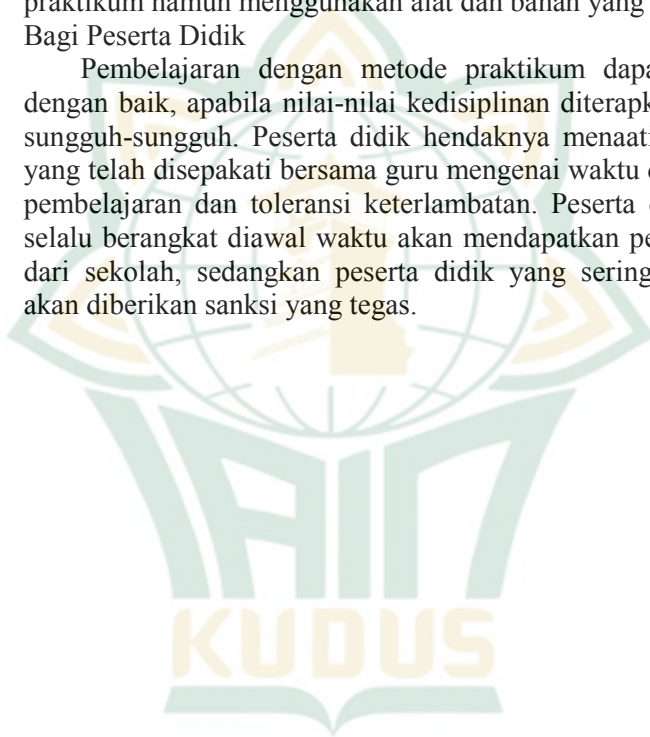 praktikum namun menggunakan alat dan bahan yang
Bagi Peserta Didik
Pembelajaran dengan metode praktikum dapa
dengan baik, apabila nilai-nilai kedisiplinan diterapk
sungguh-sungguh. Peserta didik hendaknya menaati
yang telah disepakati bersama guru mengenai waktu
pembelajaran dan toleransi keterlambatan. Peserta
selalu berangkat diawal waktu akan mendapatkan pe
dari sekolah, sedangkan peserta didik yang sering
akan diberikan sanksi yang tegas.
IAIN
KUDUS